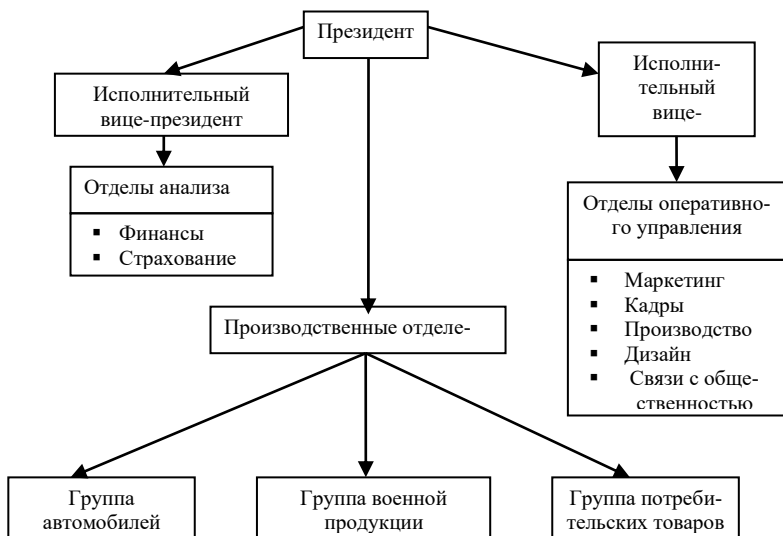 Президент
Исполнительный
вице-президент
Исполни-
тельный
вице-
Отделы анализа
▪ Финансы
▪ Страхование
Отделы оперативно-
го управления
▪ Маркетинг
▪ Кадры
▪ Производство
▪ Дизайн
▪ Связи с обще-
ственностью
Производственные отделе-
Группа
автомобилей
Группа военной
продукции
Группа потреби-
тельских товаров